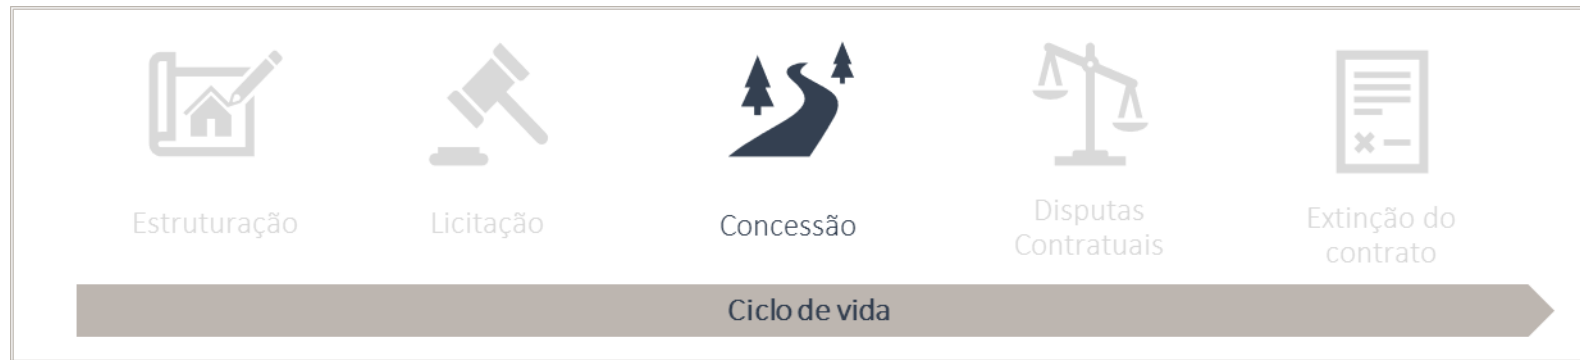 Estruturação
Licitação
Concessão
Disputas
Contratuais
Extinção do
contrato
Ciclo de vida